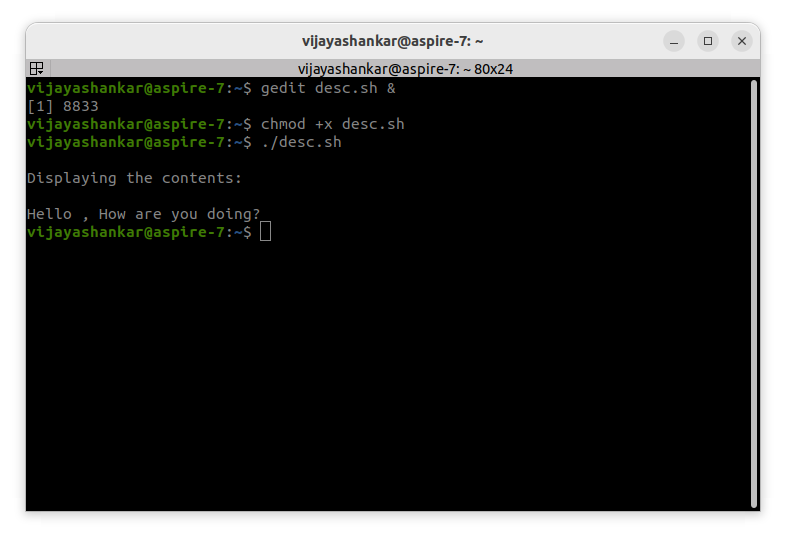 vijayashankar@aspire-7: ~
vijayashankar@aspire-7: ~ 80x24
vijayashankar@aspire-7:~$ gedit desc.sh &
[1] 8833
vijayashankar@aspire-7:~$ chmod +x desc.sh
vijayashankar@aspire-7:~$ ./desc.sh
Displaying the contents:
Hello , How are you doing?
vijayashankar@aspire-7:~$